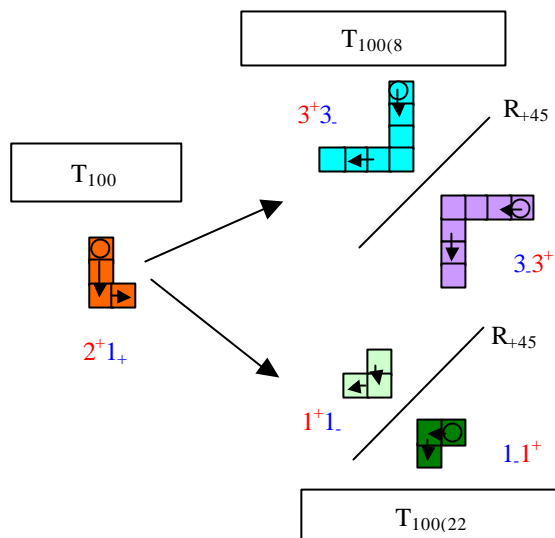 T₁₀₀₍₈
3⁺3₋
R₊₄₅
T₁₀₀
3₋3⁺
2⁺1₊
R₊₄₅
1⁺1₋
1₋1⁺
T₁₀₀₍₂₂